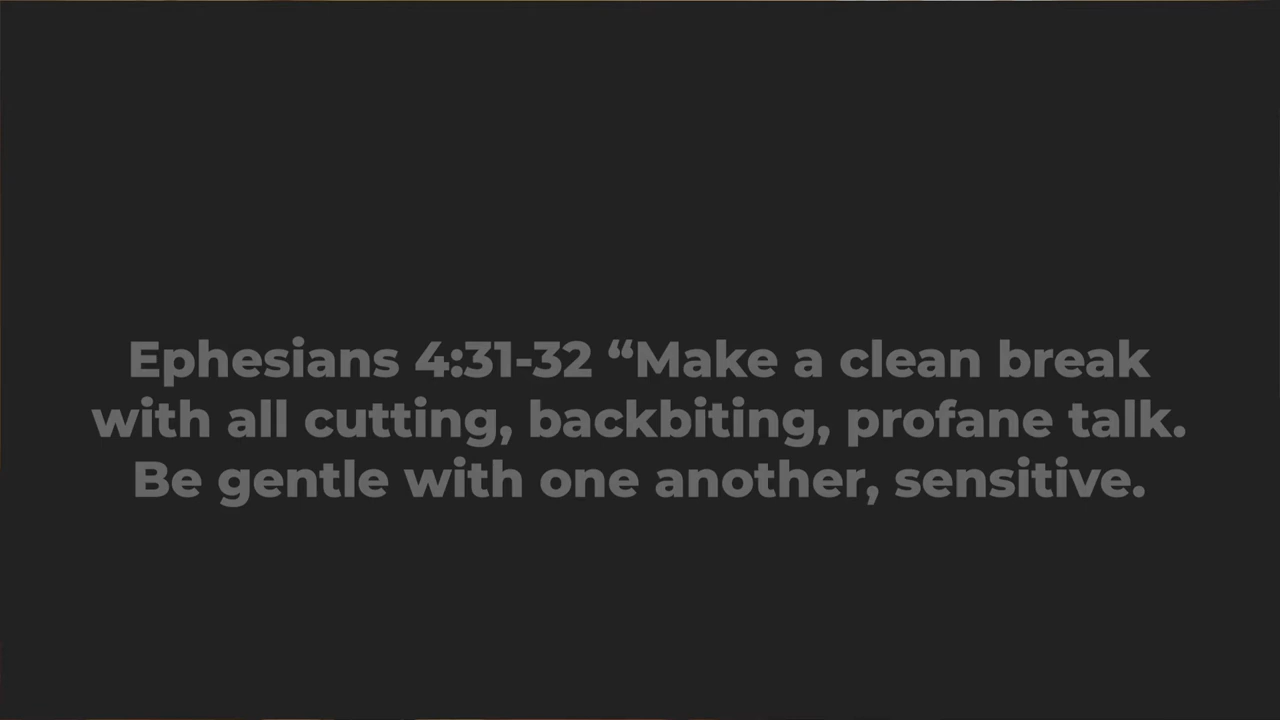 Ephesians 4:31-32 “Make a clean break
with all cutting, backbiting, profane talk.
Be gentle with one another, sensitive.